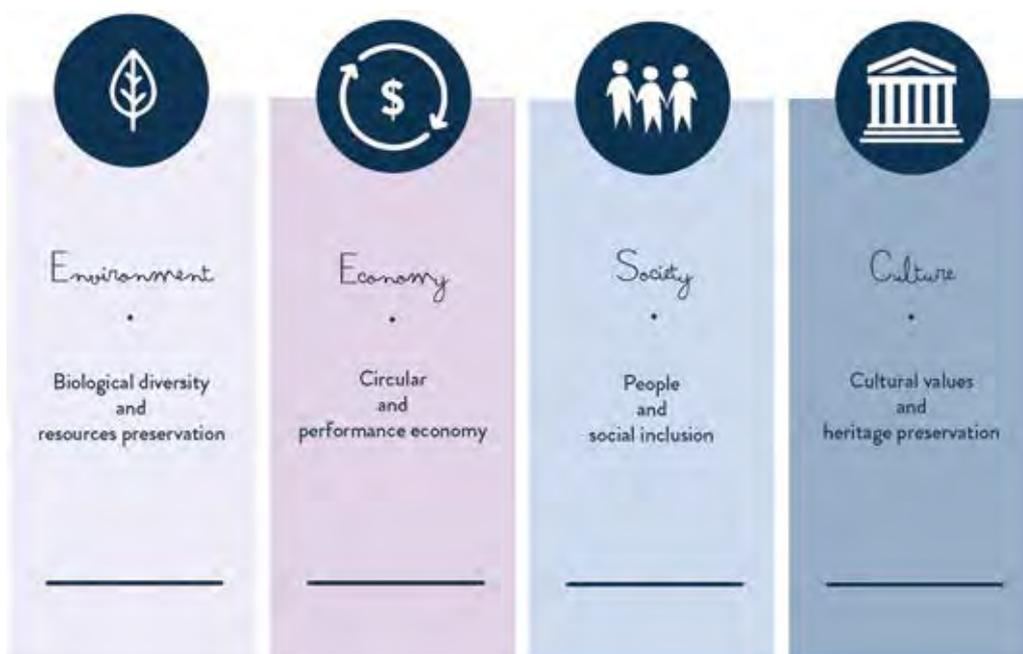 $
Environment
•
Biological diversity
and
resources preservation
Economy
•
Circular
and
performance economy
Society
•
People
and
social inclusion
Culture
•
Cultural values
and
heritage preservation